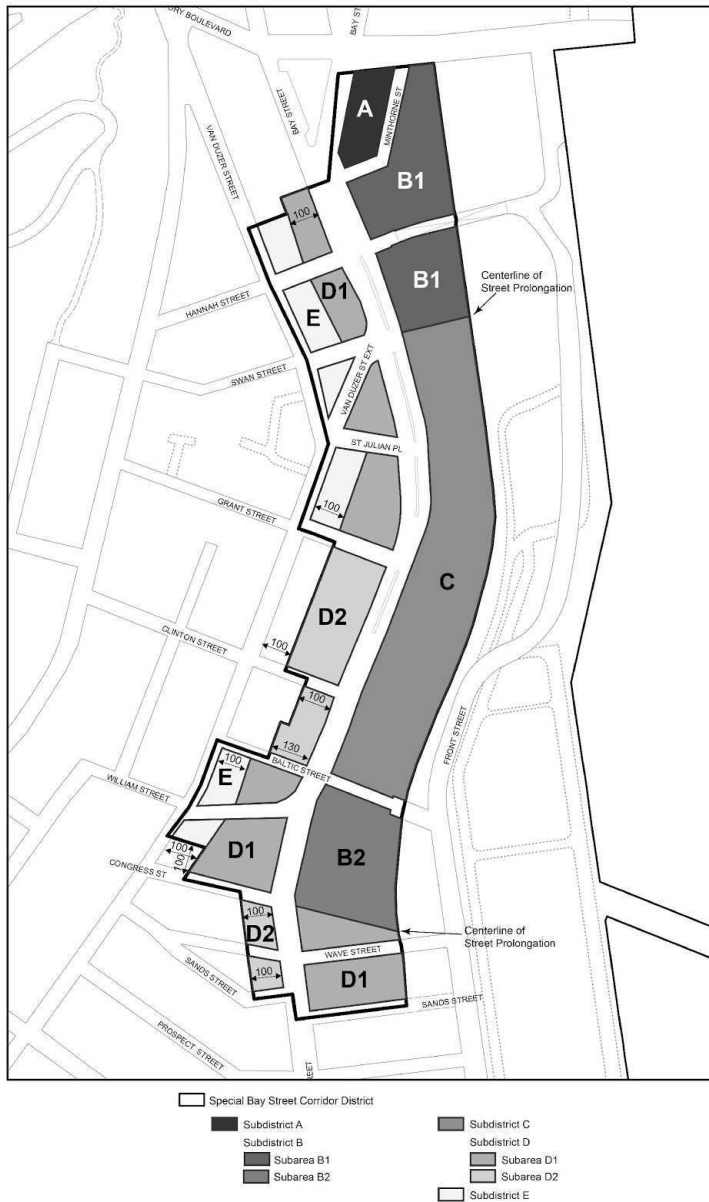 ORY BOULEVARD
BAY ST
BAY STREET
VAN DUZER STREET
A
MINTHORNE ST
B1
100
B1
Centerline of
Street Prolongation
HANNAH STREET
D1
E
SWAN STREET
VAN DUZER ST EXT
ST JULIAN PL
100
GRANT STREET
C
D2
CLINTON STREET
100
100
130
BALTIC STREET
FRONT STREET
100
E
WILLIAM STREET
100
100
CONGRESS ST
D1
B2
100
D2
Centerline of
Street Prolongation
WAVE STREET
100
D1
SANDS STREET
SANDS STREET
PROSPECT STREET
EET
Special Bay Street Corridor District
Subdistrict A
Subdistrict B
Subarea B1
Subarea B2
Subdistrict C
Subdistrict D
Subarea D1
Subarea D2
Subdistrict E